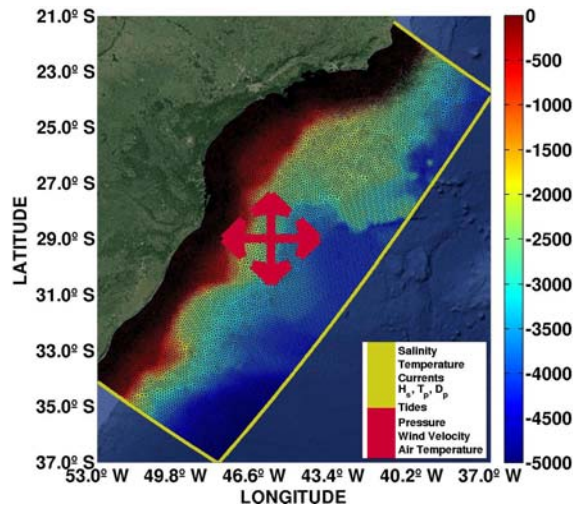 21.0º S
23.0º S
25.0º S
27.0º S
29.0º S
31.0º S
33.0º S
35.0º S
37.0º S
LATITUDE
53.0º W 49.8º W 46.6º W 43.4º W 40.2º W 37.0º W
LONGITUDE
Salinity
Temperature
Currents
Hs, Tp, Dp
Tides
Pressure
Wind Velocity
Air Temperature
0
-500
-1000
-1500
-2000
-2500
-3000
-3500
-4000
-4500
-5000